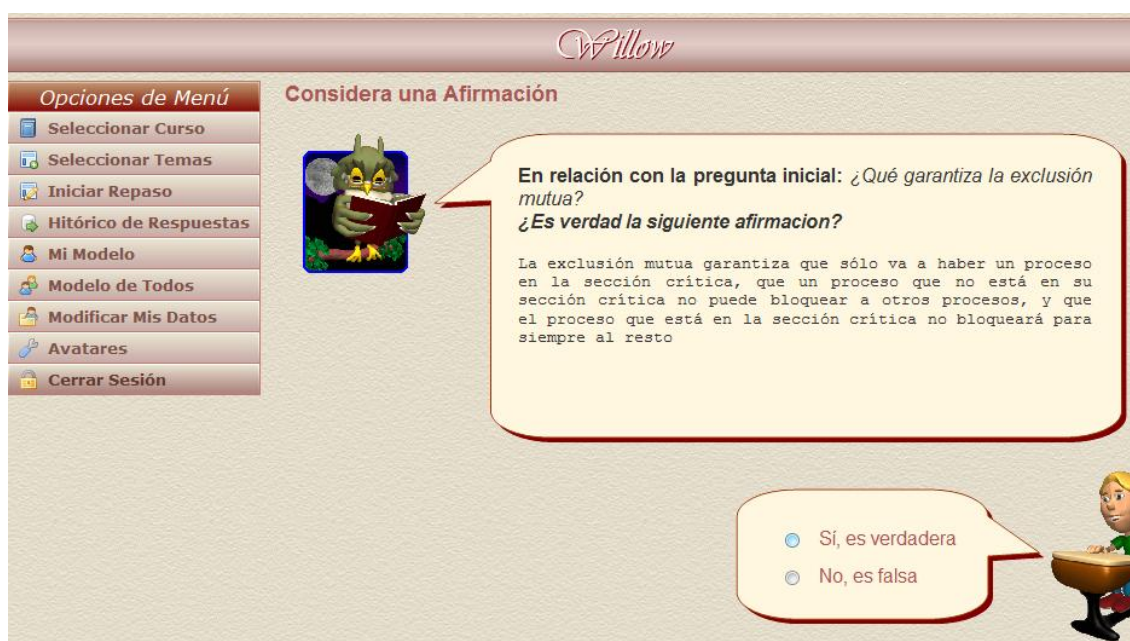 Willow
Opciones de Menú
Seleccionar Curso
Seleccionar Temas
Iniciar Repaso
Hitórico de Respuestas
Mi Modelo
Modelo de Todos
Modificar Mis Datos
Avatares
Cerrar Sesión
Considera una Afirmación
En relación con la pregunta inicial: ¿Qué garantiza la exclusión
mutua?
¿Es verdad la siguiente afirmacion?
La exclusión mutua garantiza que sólo va a haber un proceso
en la sección crítica, que un proceso que no está en su
sección crítica no puede bloquear a otros procesos, y que
el proceso que está en la sección crítica no bloqueará para
siempre al resto
Sí, es verdadera
No, es falsa